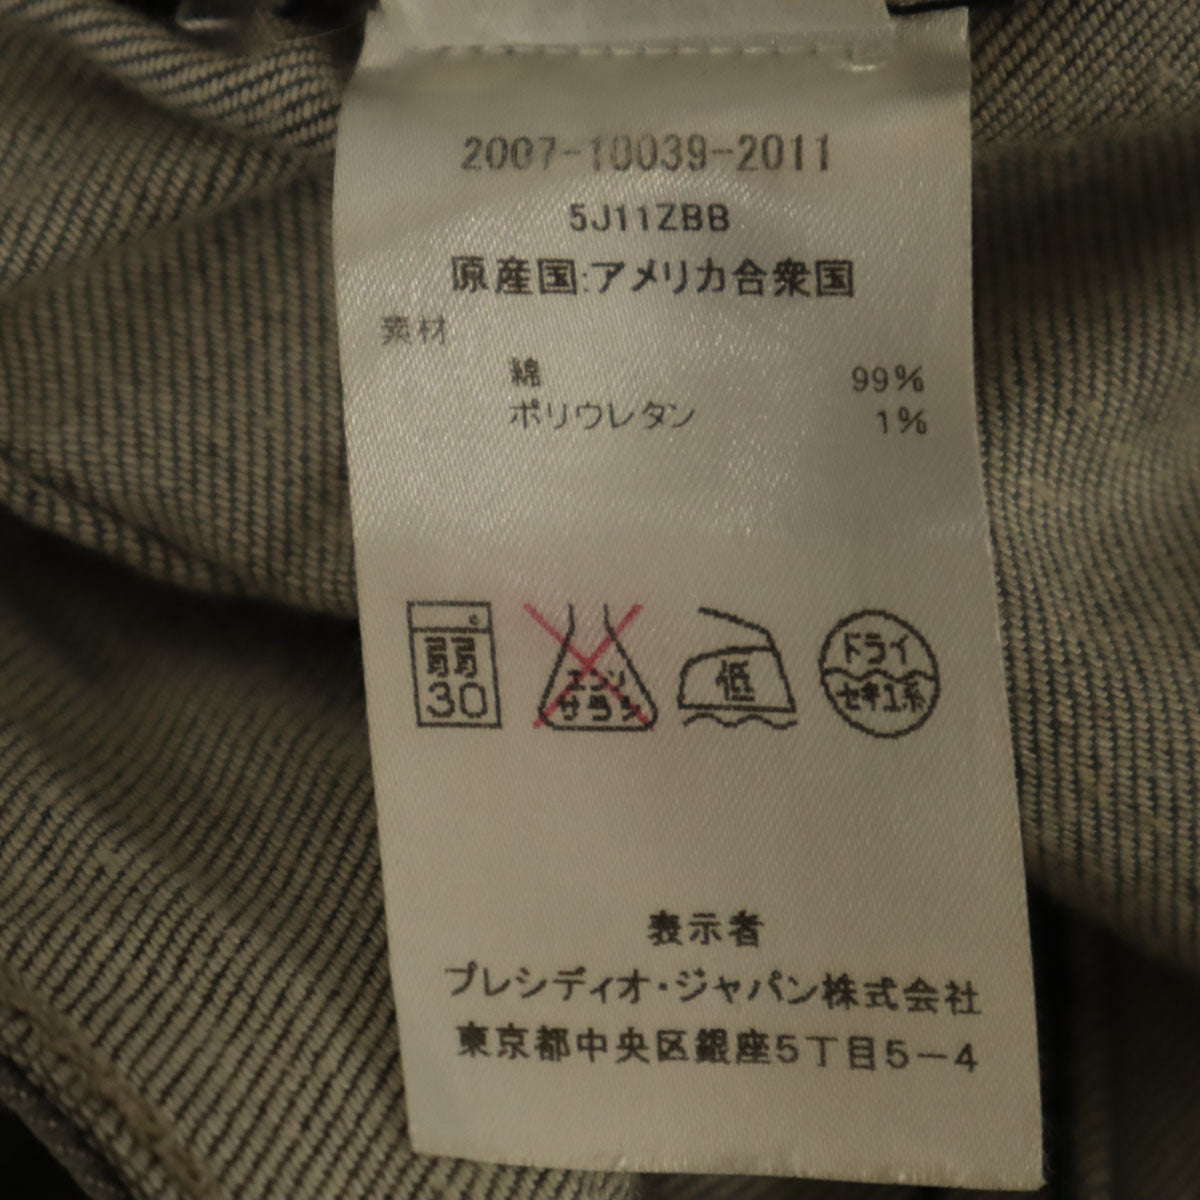 2007-10039-2011
5J11ZBB
原産国:アメリカ合衆国
素材
綿 99%
ポリウレタン 1%
弱
30
エンソ
サラシ
低
ドライ
セキユ系
表示者
プレシディオ・ジャパン株式会社
東京都中央区銀座5丁目5-4